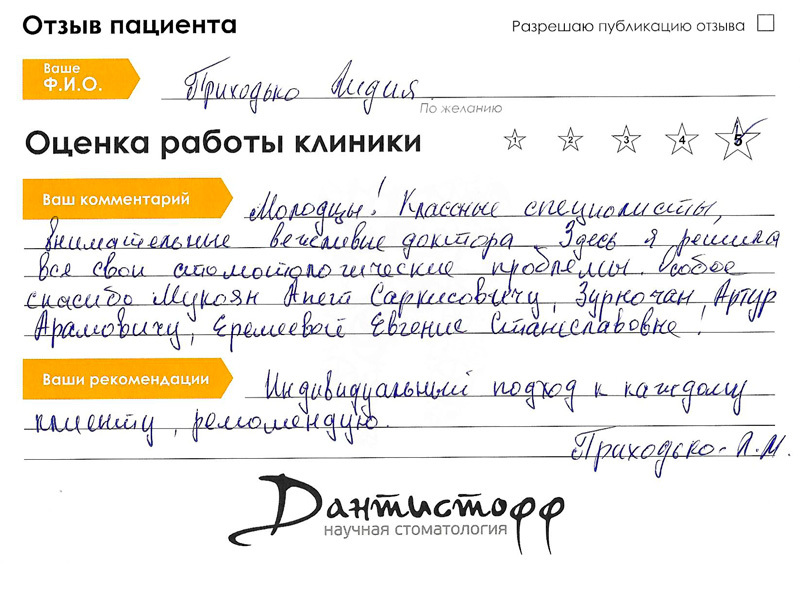 Отзыв пациента
Разрешаю публикацию отзыва
Ваше
Ф.И.О.
Приходько Лидия
По желанию
Оценка работы клиники
1 2 3 4 5
Ваш комментарий
Молодцы! Классные специалисты,
внимательные вежливые доктора. Здесь я решила
все свои стоматологические проблемы. Особое
спасибо Мукоян Апет Саркисовичу, Зурначан, Артур
Арамовичу, Еремеевой Евгение Станиславовне!
Ваши рекомендации
Индивидуальный подход к каждому
клиенту, рекомендую.
Приходько Л.М.
Дантистофф
научная стоматология